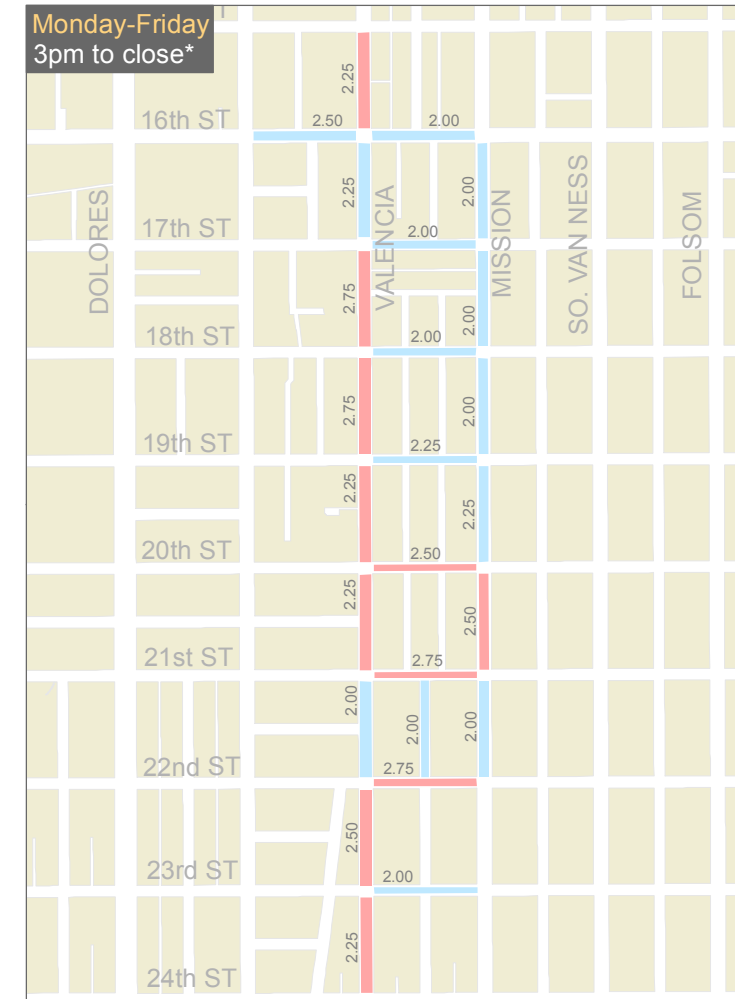 Monday-Friday
3pm to close*
2.25
16th ST
2.50
2.00
DOLORES
17th ST
2.25
VALENCIA
2.00
2.00
MISSION
SO. VAN NESS
FOLSOM
18th ST
2.75
2.00
2.00
19th ST
2.75
2.00
2.25
20th ST
2.25
2.25
2.50
21st ST
2.25
2.50
2.75
22nd ST
2.00
2.00
2.00
2.75
23rd ST
2.50
2.00
24th ST
2.25